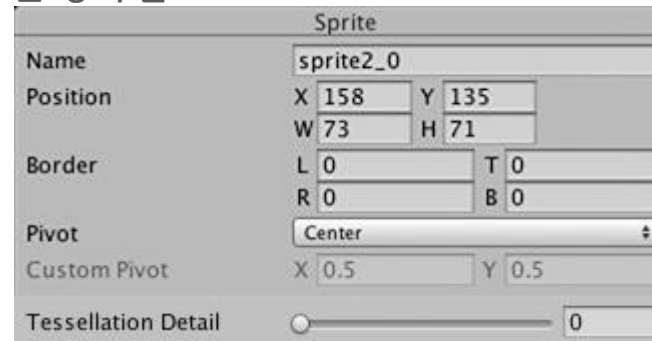 Sprite
Name sprite2_0
Position X 158 Y 135
W 73 H 71
Border L 0 T 0
R 0 B 0
Pivot Center
Custom Pivot X 0.5 Y 0.5
Tessellation Detail 0